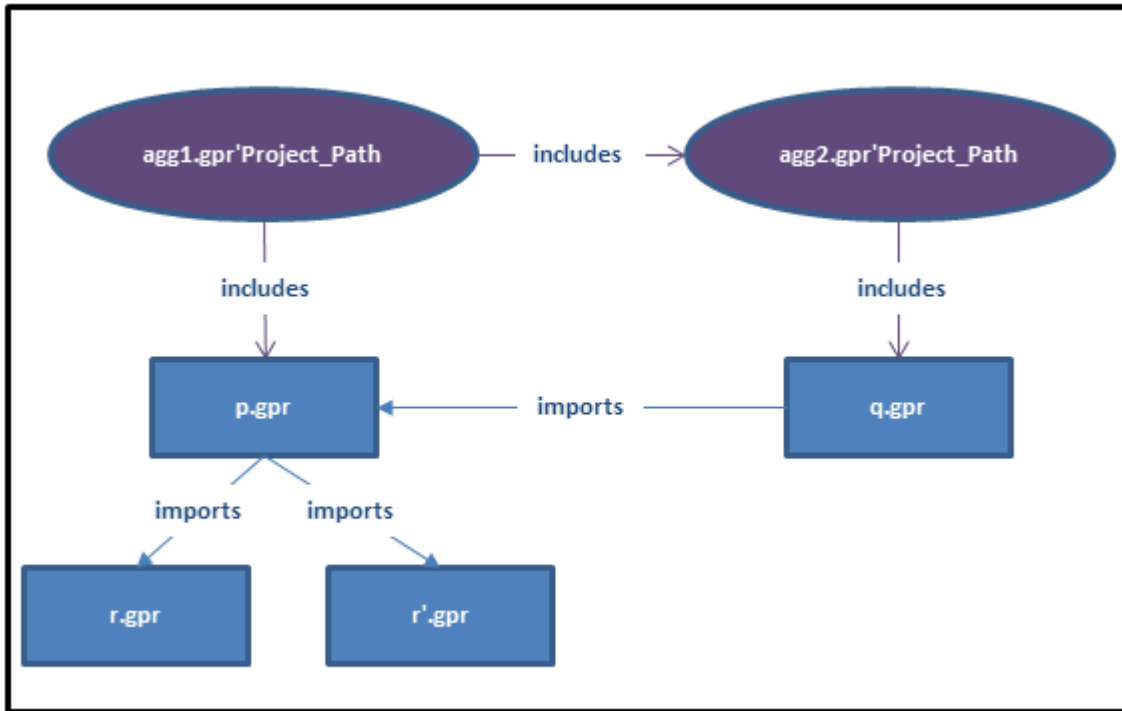 agg1.gpr'Project_Path
includes
agg2.gpr'Project_Path
includes
includes
p.gpr
imports
q.gpr
imports
imports
r.gpr
r'.gpr